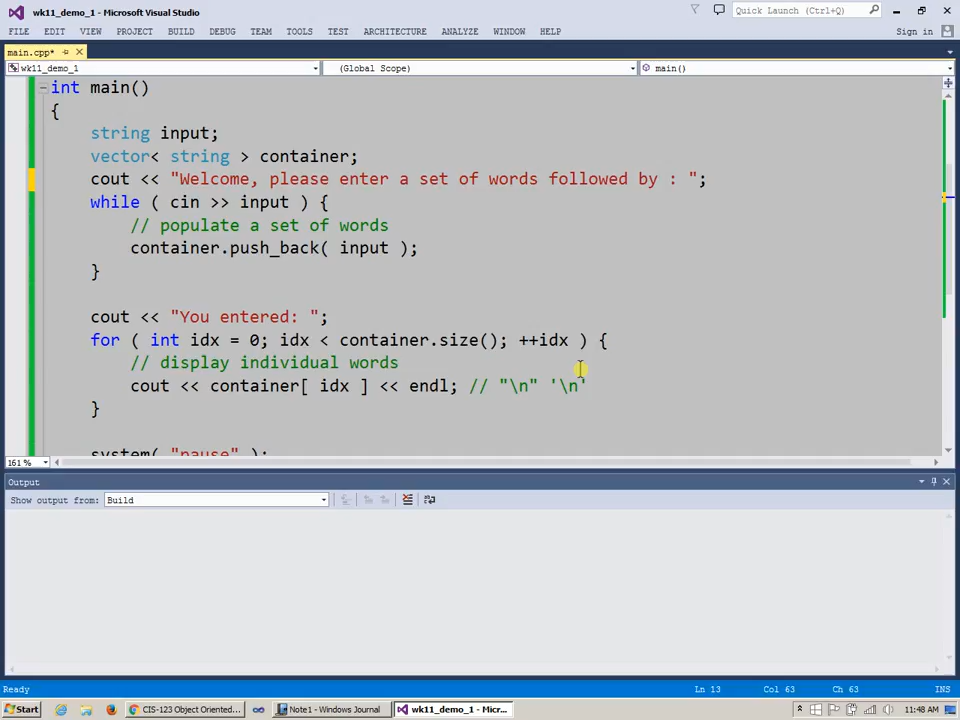 wk11_demo_1 - Microsoft Visual Studio
Quick Launch (Ctrl+Q)
FILE EDIT VIEW PROJECT BUILD DEBUG TEAM TOOLS TEST ARCHITECTURE ANALYZE WINDOW HELP Sign in
main.cpp*
wk11_demo_1 (Global Scope) main()
int main()
{
string input;
vector< string > container;
cout << "Welcome, please enter a set of words followed by : ";
while ( cin >> input ) {
// populate a set of words
container.push_back( input );
}
cout << "You entered: ";
for ( int idx = 0; idx < container.size(); ++idx ) {
// display individual words
cout << container[ idx ] << endl; // "\n" '\n'
}
system( "pause" );
161 %
Output
Show output from: Build
Ready Ln 13 Col 63 Ch 63 INS
Start CIS-123 Object Oriented... Note1 - Windows Journal wk11_demo_1 - Micr... 11:48 AM